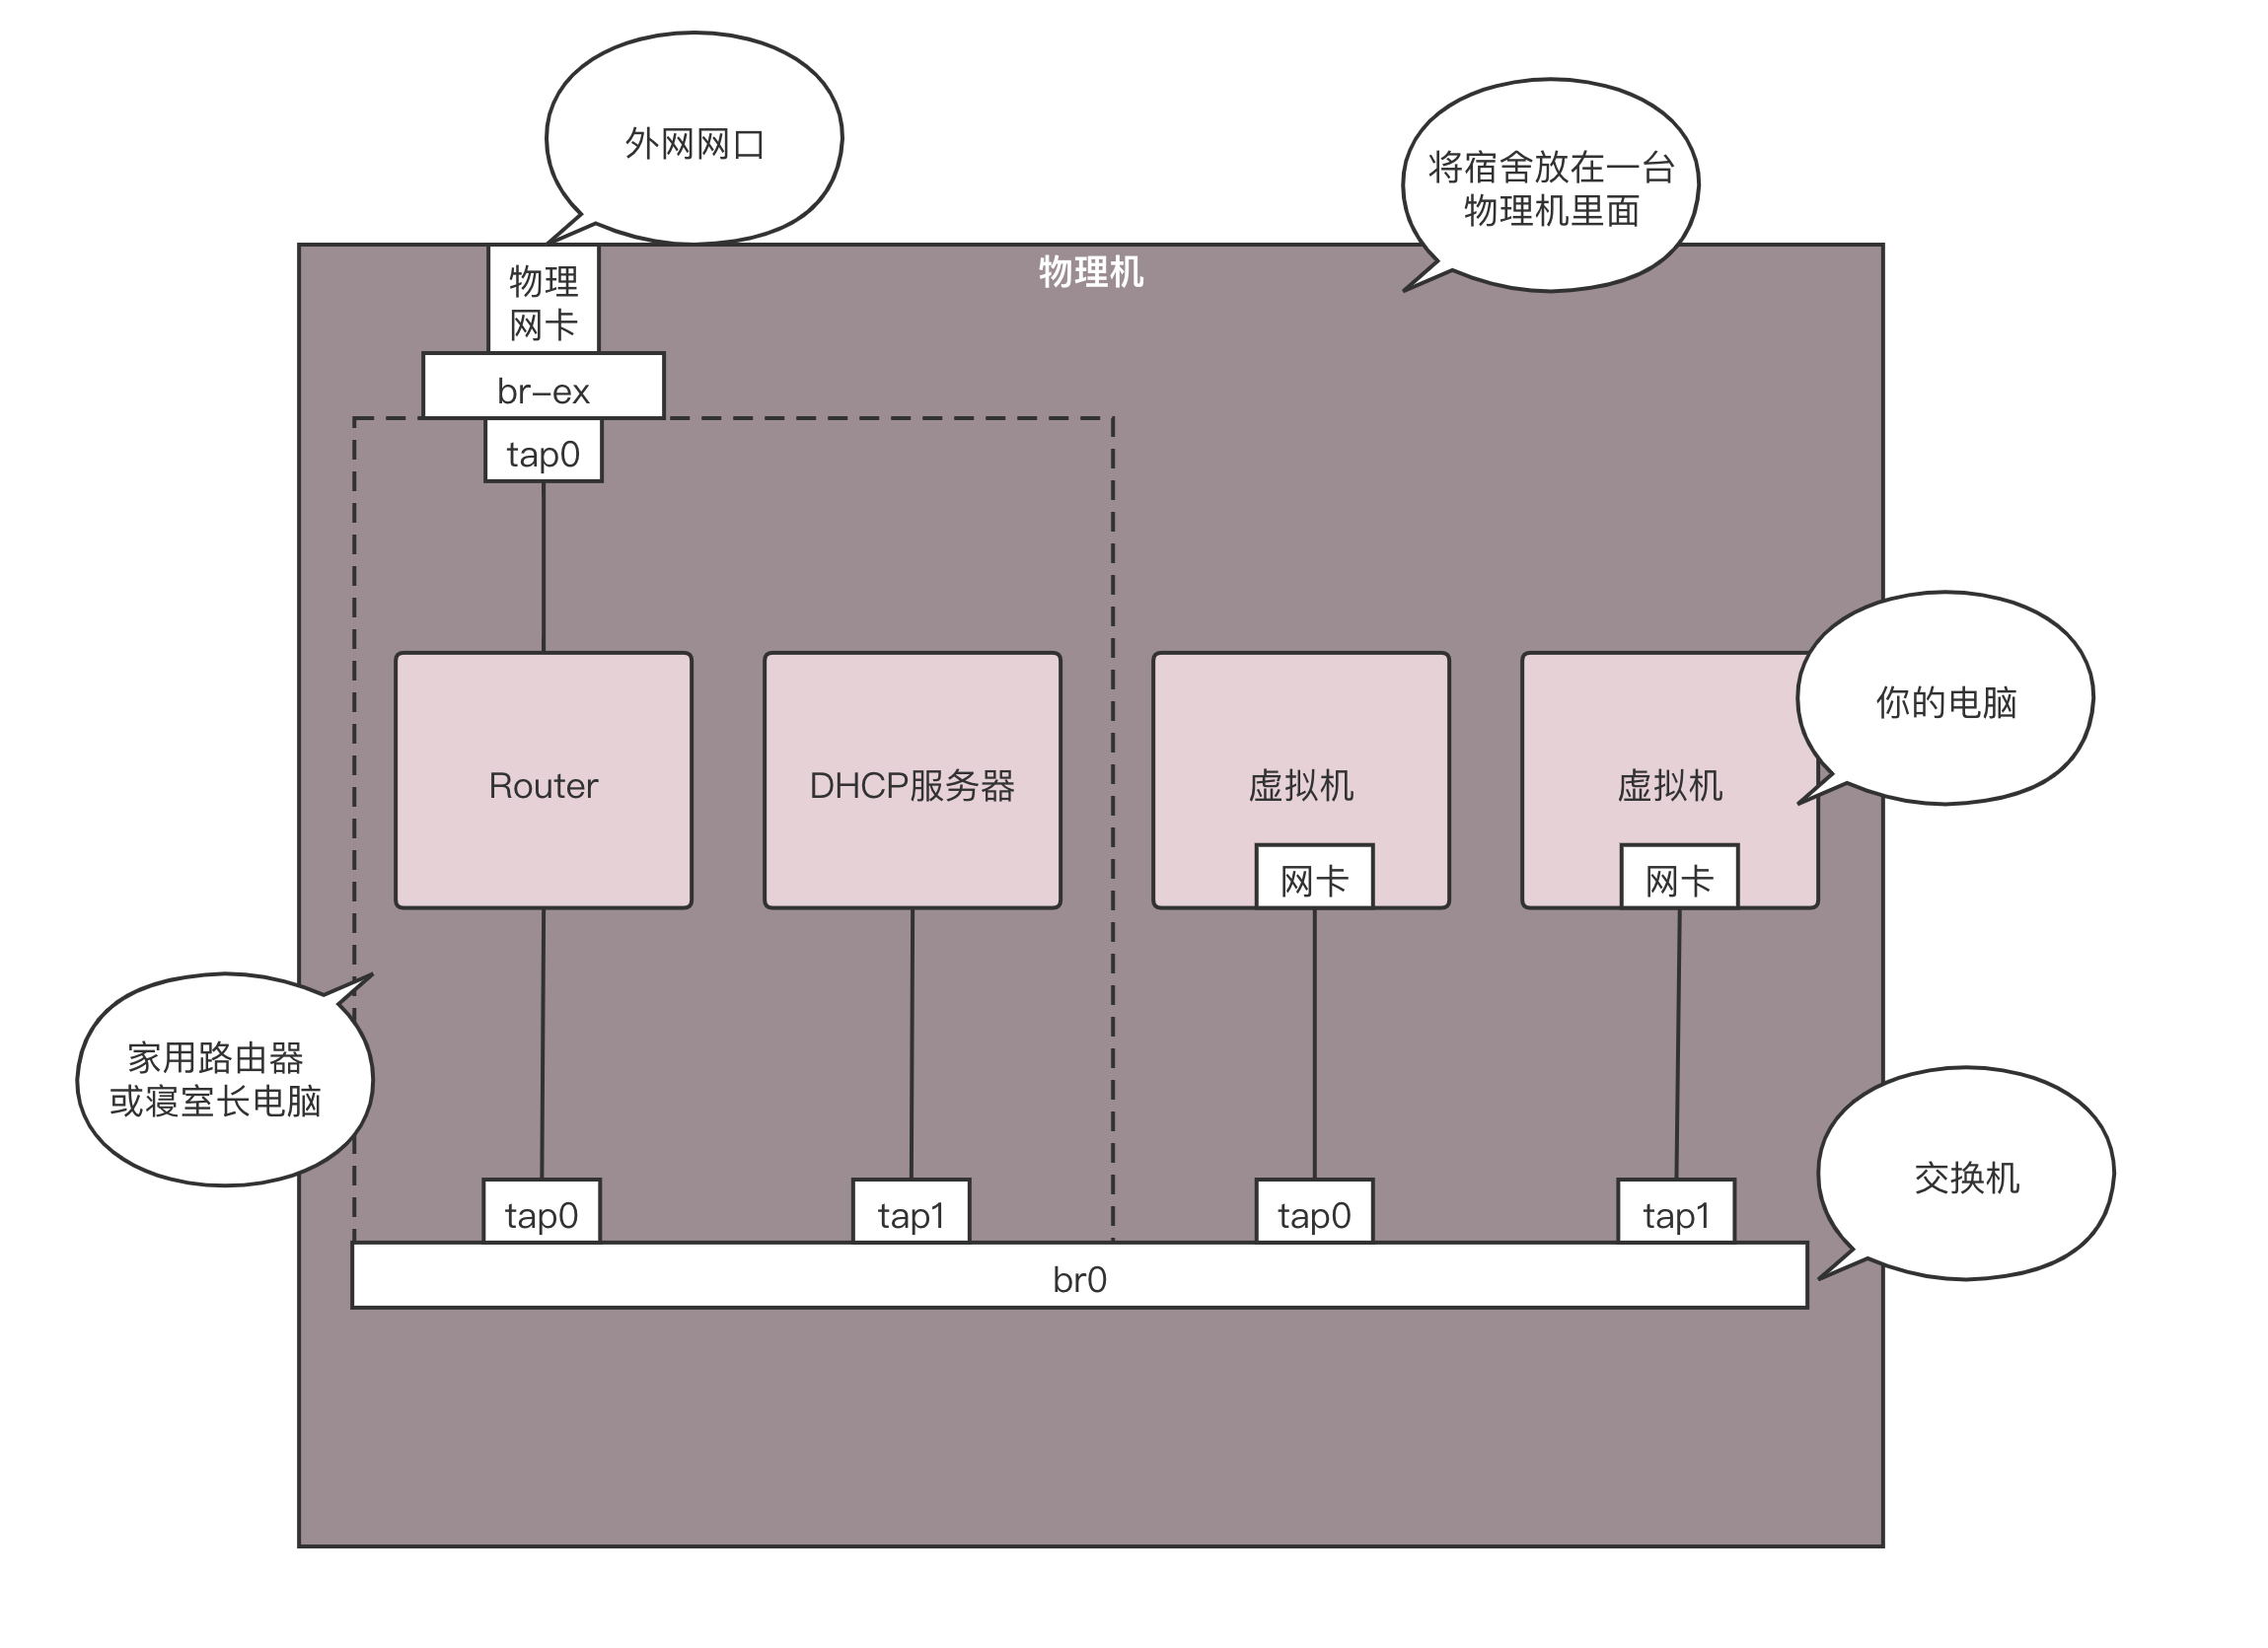 外网网口
将宿舍放在一台
物理机里面
物理机
物理
网卡
br-ex
tap0
你的电脑
Router
DHCP服务器
虚拟机
虚拟机
网卡
网卡
家用路由器
或寝室长电脑
交换机
tap0
tap1
tap0
tap1
br0